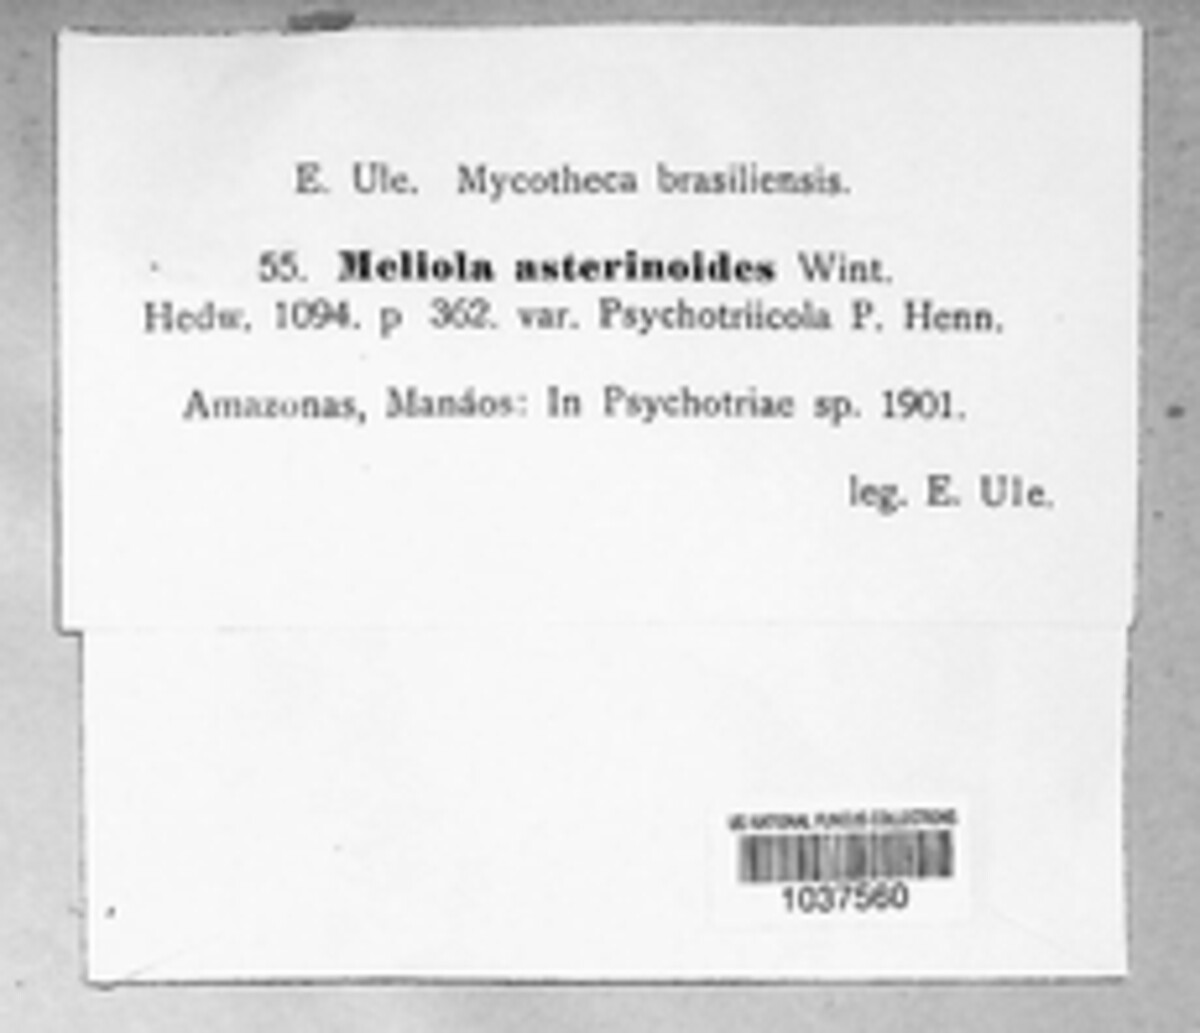 E. Ule. Mycotheca brasiliensis.
55. Meliola asterinoides Wint.
Hedw. 1094. p 362. var. Psychotriicola P. Henn.
Amazonas, Manáos: In Psychotriae sp. 1901.
leg. E. Ule.
US NATIONAL FUNGUS COLLECTIONS
1037560